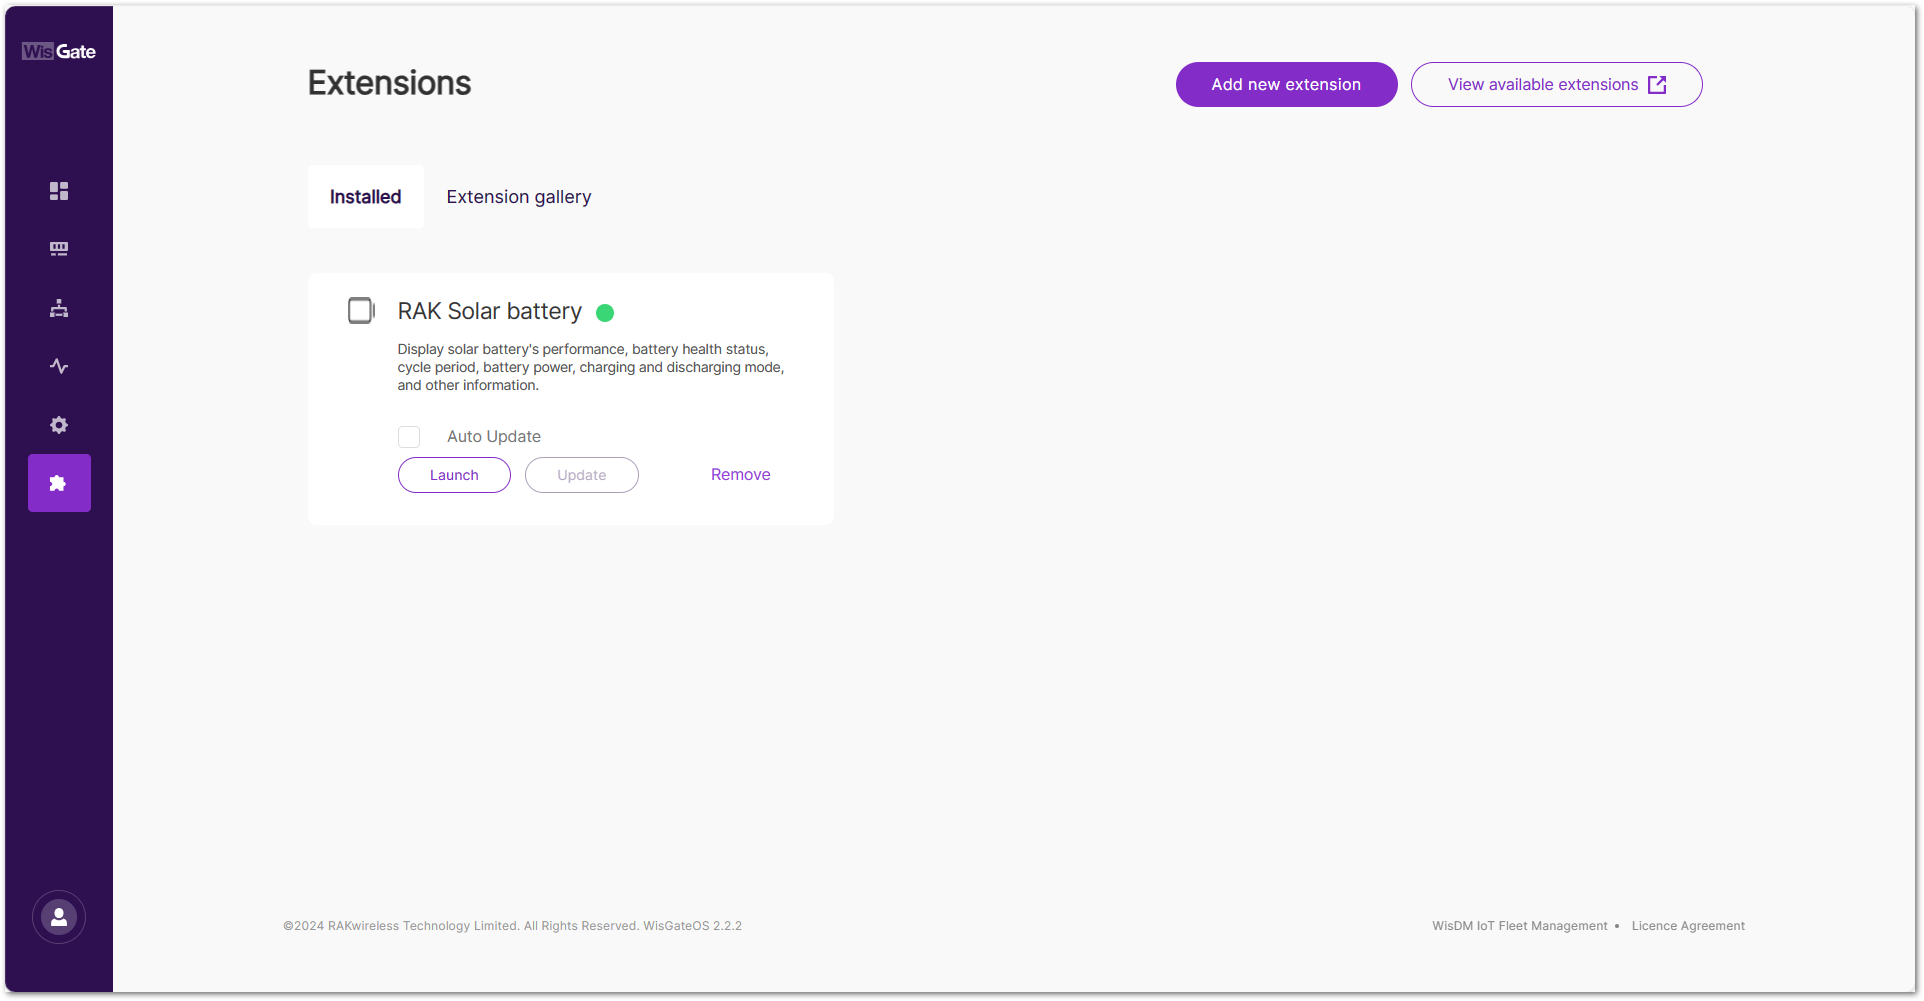 WisGate
Extensions
Add new extension
View available extensions
Installed
Extension gallery
RAK Solar battery
Display solar battery's performance, battery health status,
cycle period, battery power, charging and discharging mode,
and other information.
Auto Update
Launch
Update
Remove
©2024 RAKwireless Technology Limited. All Rights Reserved. WisGateOS 2.2.2
WisDM IoT Fleet Management • Licence Agreement